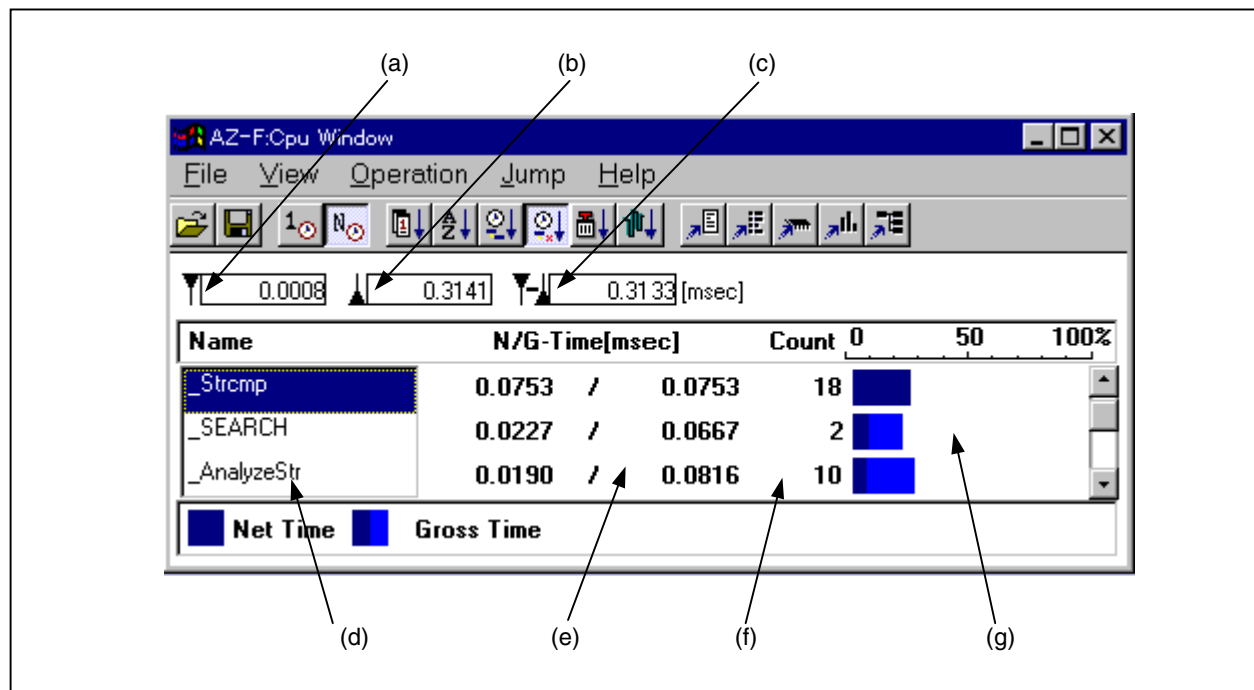 (a) (b) (c)
AZ-F:Cpu Window
File View Operation Jump Help
1 N 1 A Z
0.0008 0.3141 0.3133 [msec]
Name N/G-Time[msec] Count 0 50 100%
_Strcmp 0.0753 / 0.0753 18
_SEARCH 0.0227 / 0.0667 2
_AnalyzeStr 0.0190 / 0.0816 10
Net Time Gross Time
(d) (e) (f) (g)